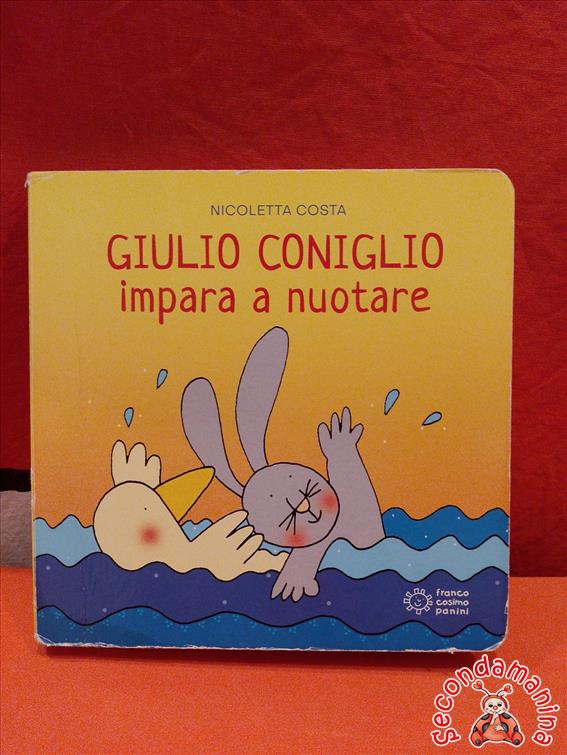 NICOLETTA COSTA
GIULIO CONIGLIO
impara a nuotare
franco
cosimo
panini
secondamanina